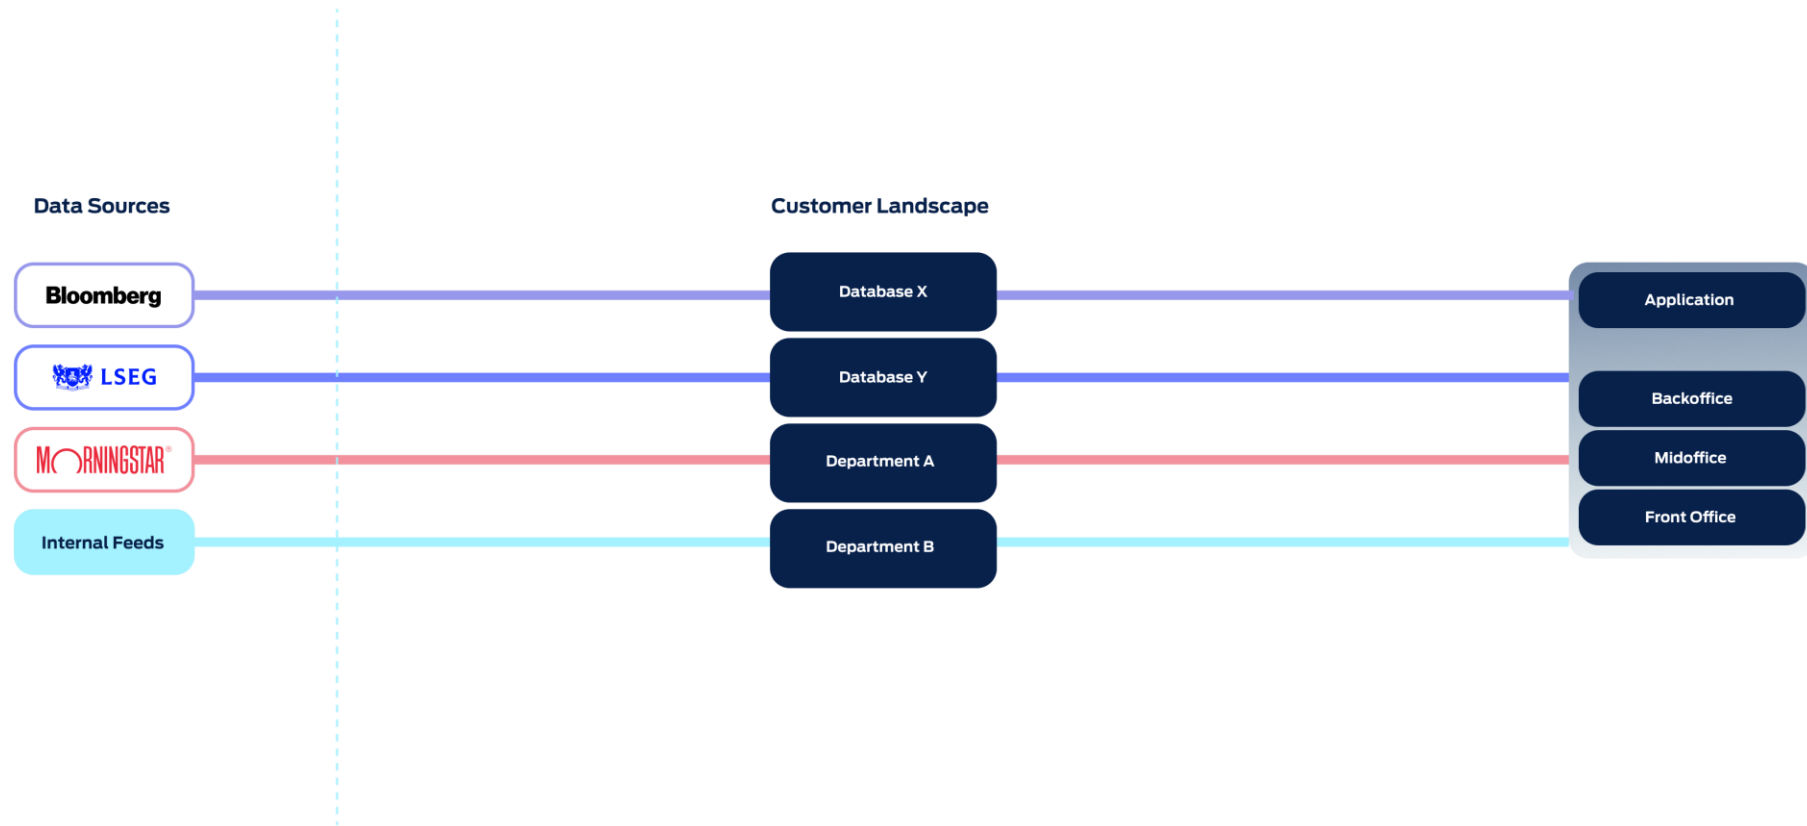 Data Sources
Customer Landscape
Bloomberg
Database X
Application
LSEG
Database Y
Backoffice
MORNINGSTAR®
Department A
Midoffice
Front Office
Internal Feeds
Department B